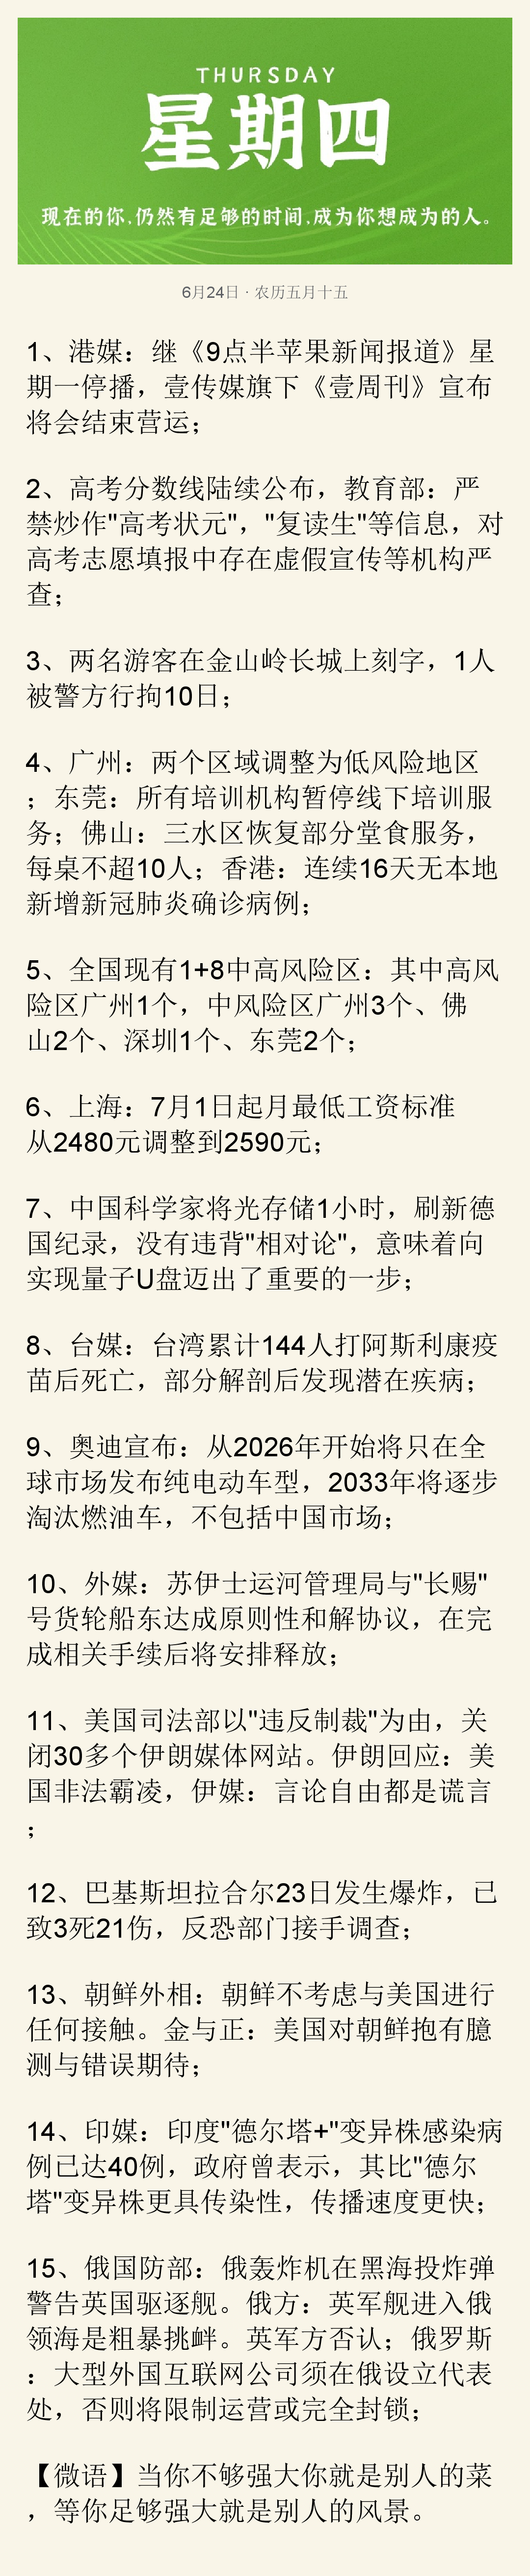 THURSDAY
星期四
现在的你,仍然有足够的时间,成为你想成为的人。
6月24日 · 农历五月十五
1、港媒：继《9点半苹果新闻报道》星
期一停播，壹传媒旗下《壹周刊》宣布
将会结束营运；
2、高考分数线陆续公布，教育部：严
禁炒作"高考状元"，"复读生"等信息，对
高考志愿填报中存在虚假宣传等机构严
查；
3、两名游客在金山岭长城上刻字，1人
被警方行拘10日；
4、广州：两个区域调整为低风险地区
；东莞：所有培训机构暂停线下培训服
务；佛山：三水区恢复部分堂食服务，
每桌不超10人；香港：连续16天无本地
新增新冠肺炎确诊病例；
5、全国现有1+8中高风险区：其中高风
险区广州1个，中风险区广州3个、佛
山2个、深圳1个、东莞2个；
6、上海：7月1日起月最低工资标准
从2480元调整到2590元；
7、中国科学家将光存储1小时，刷新德
国纪录，没有违背"相对论"，意味着向
实现量子U盘迈出了重要的一步；
8、台媒：台湾累计144人打阿斯利康疫
苗后死亡，部分解剖后发现潜在疾病；
9、奥迪宣布：从2026年开始将只在全
球市场发布纯电动车型，2033年将逐步
淘汰燃油车，不包括中国市场；
10、外媒：苏伊士运河管理局与"长赐"
号货轮船东达成原则性和解协议，在完
成相关手续后将安排释放；
11、美国司法部以"违反制裁"为由，关
闭30多个伊朗媒体网站。伊朗回应：美
国非法霸凌，伊媒：言论自由都是谎言
；
12、巴基斯坦拉合尔23日发生爆炸，已
致3死21伤，反恐部门接手调查；
13、朝鲜外相：朝鲜不考虑与美国进行
任何接触。金与正：美国对朝鲜抱有臆
测与错误期待；
14、印媒：印度"德尔塔+"变异株感染病
例已达40例，政府曾表示，其比"德尔
塔"变异株更具传染性，传播速度更快；
15、俄国防部：俄轰炸机在黑海投炸弹
警告英国驱逐舰。俄方：英军舰进入俄
领海是粗暴挑衅。英军方否认；俄罗斯
：大型外国互联网公司须在俄设立代表
处，否则将限制运营或完全封锁；
【微语】当你不够强大你就是别人的菜
，等你足够强大就是别人的风景。